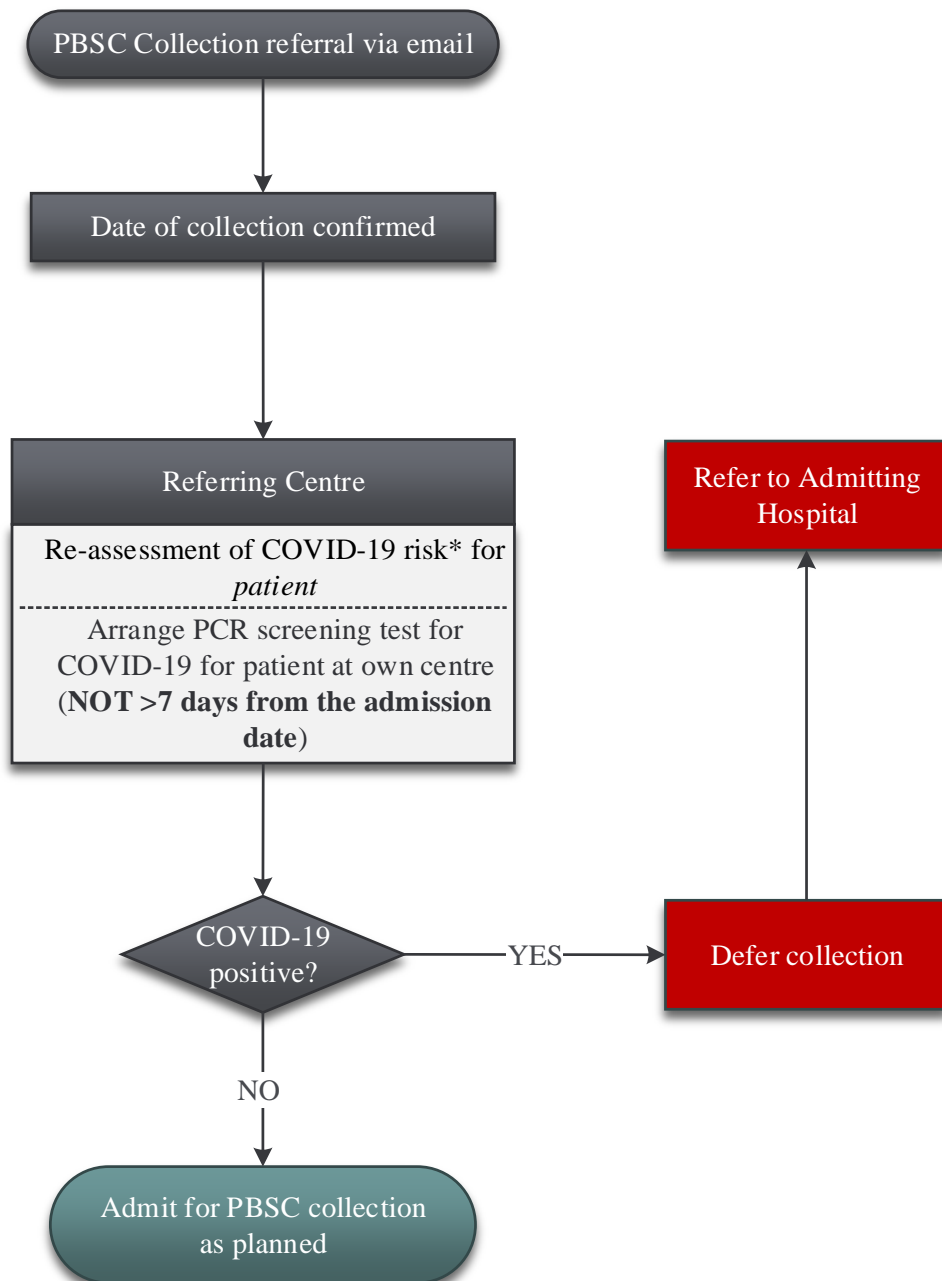 PBSC Collection referral via email
Date of collection confirmed
Referring Centre
Re-assessment of COVID-19 risk* for
patient
Arrange PCR screening test for
COVID-19 for patient at own centre
(NOT >7 days from the admission
date)
Refer to Admitting
Hospital
COVID-19
positive?
YES
Defer collection
NO
Admit for PBSC collection
as planned